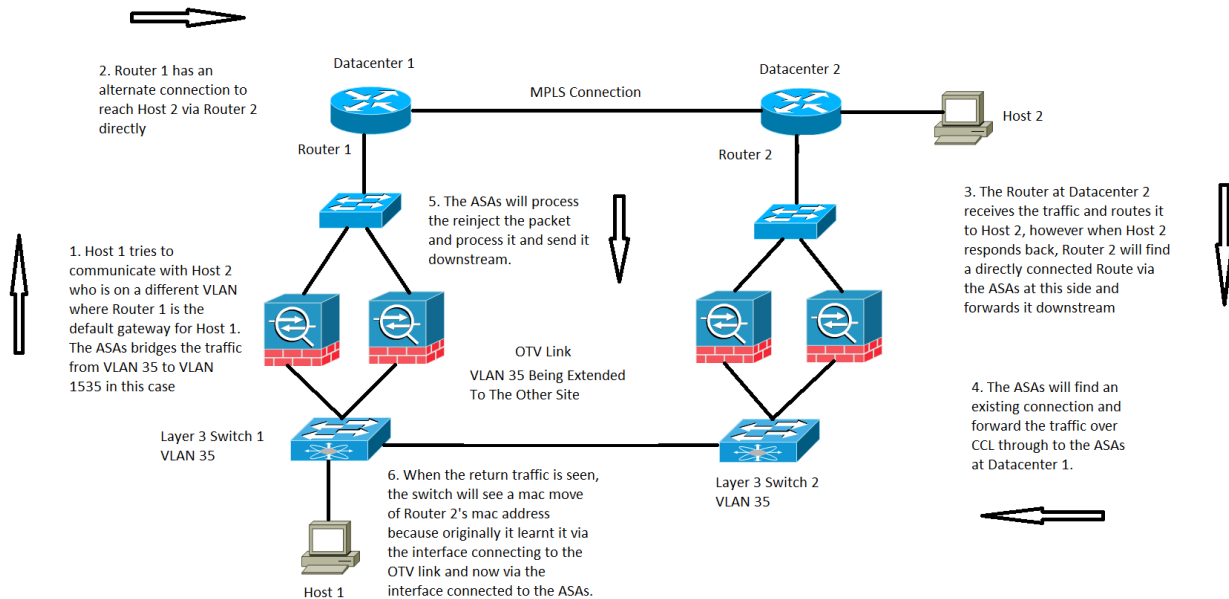 2. Router 1 has an
alternate connection to
reach Host 2 via Router 2
directly
Datacenter 1
Datacenter 2
MPLS Connection
Host 2
Router 1
Router 2
1. Host 1 tries to
communicate with Host 2
who is on a different VLAN
where Router 1 is the
default gateway for Host 1.
The ASAs bridges the traffic
from VLAN 35 to VLAN
1535 in this case
5. The ASAs will process
the reinject the packet
and process it and send it
downstream.
3. The Router at Datacenter 2
receives the traffic and routes it
to Host 2, however when Host 2
responds back, Router 2 will find
a directly connected Route via
the ASAs at this side and
forwards it downstream
OTV Link
VLAN 35 Being Extended
To The Other Site
4. The ASAs will find an
existing connection and
forward the traffic over
CCL through to the ASAs
at Datacenter 1.
Layer 3 Switch 1
VLAN 35
Layer 3 Switch 2
VLAN 35
6. When the return traffic is seen,
the switch will see a mac move
of Router 2's mac address
because originally it learnt it via
the interface connecting to the
OTV link and now via the
interface connected to the ASAs.
Host 1